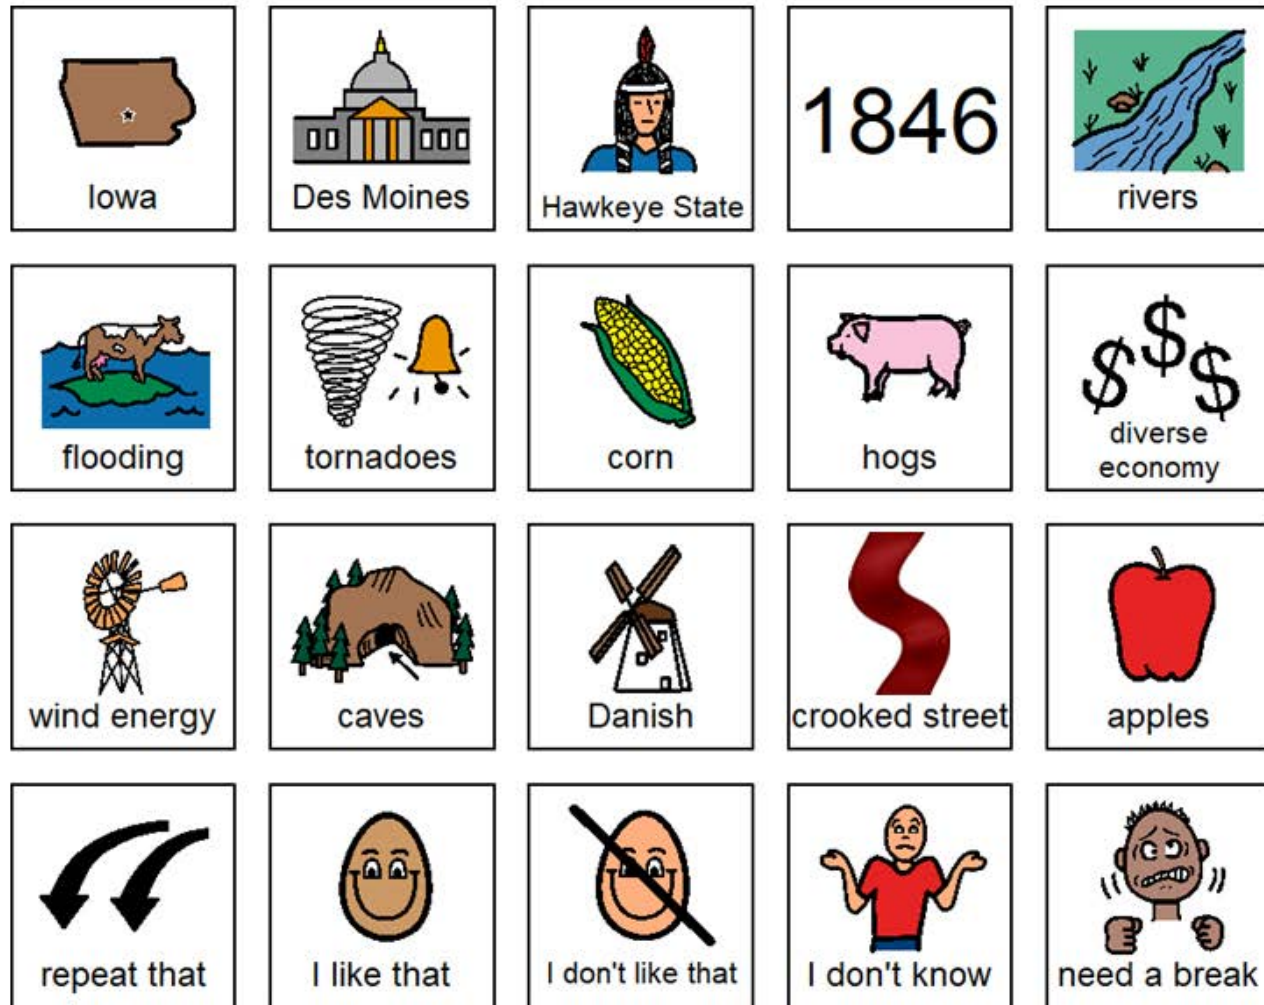 Iowa
Des Moines
Hawkeye State
1846
rivers
flooding
tornadoes
corn
hogs
$ $ $
diverse
economy
wind energy
caves
Danish
crooked street
apples
repeat that
I like that
I don't like that
I don't know
need a break